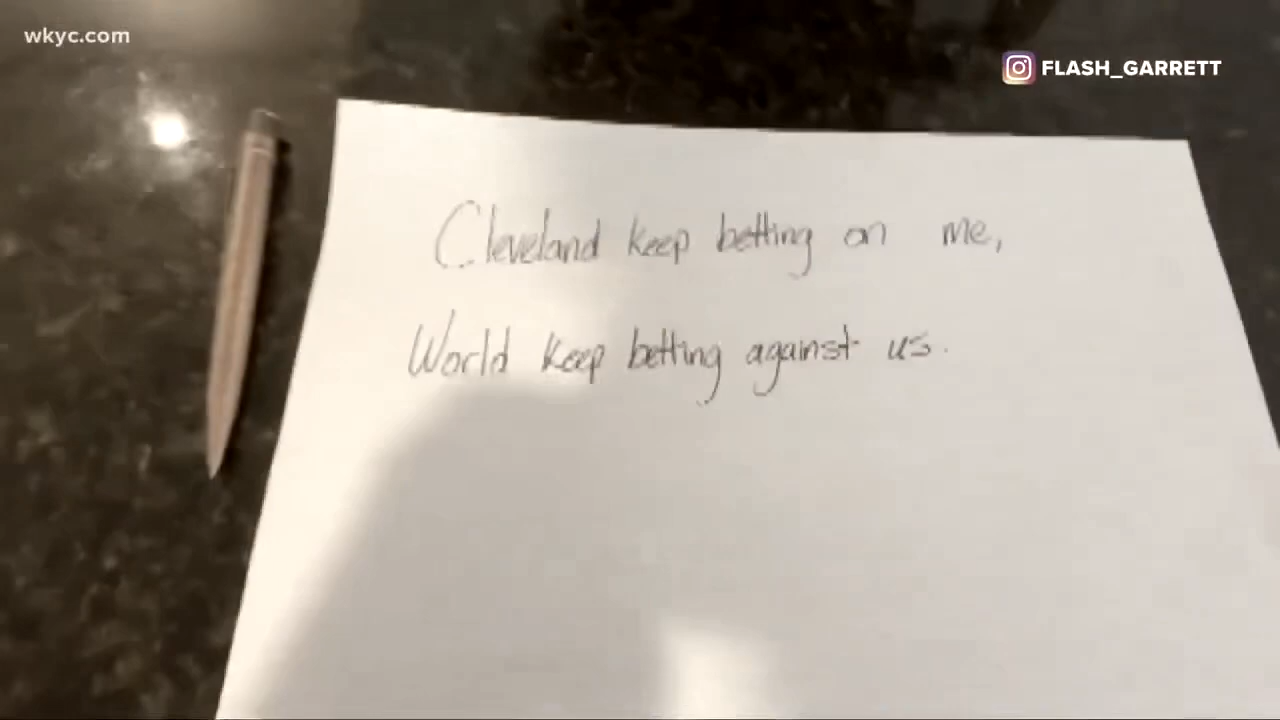 wkyc.com
FLASH_GARRETT
Cleveland keep betting on me,
World keep betting against us.